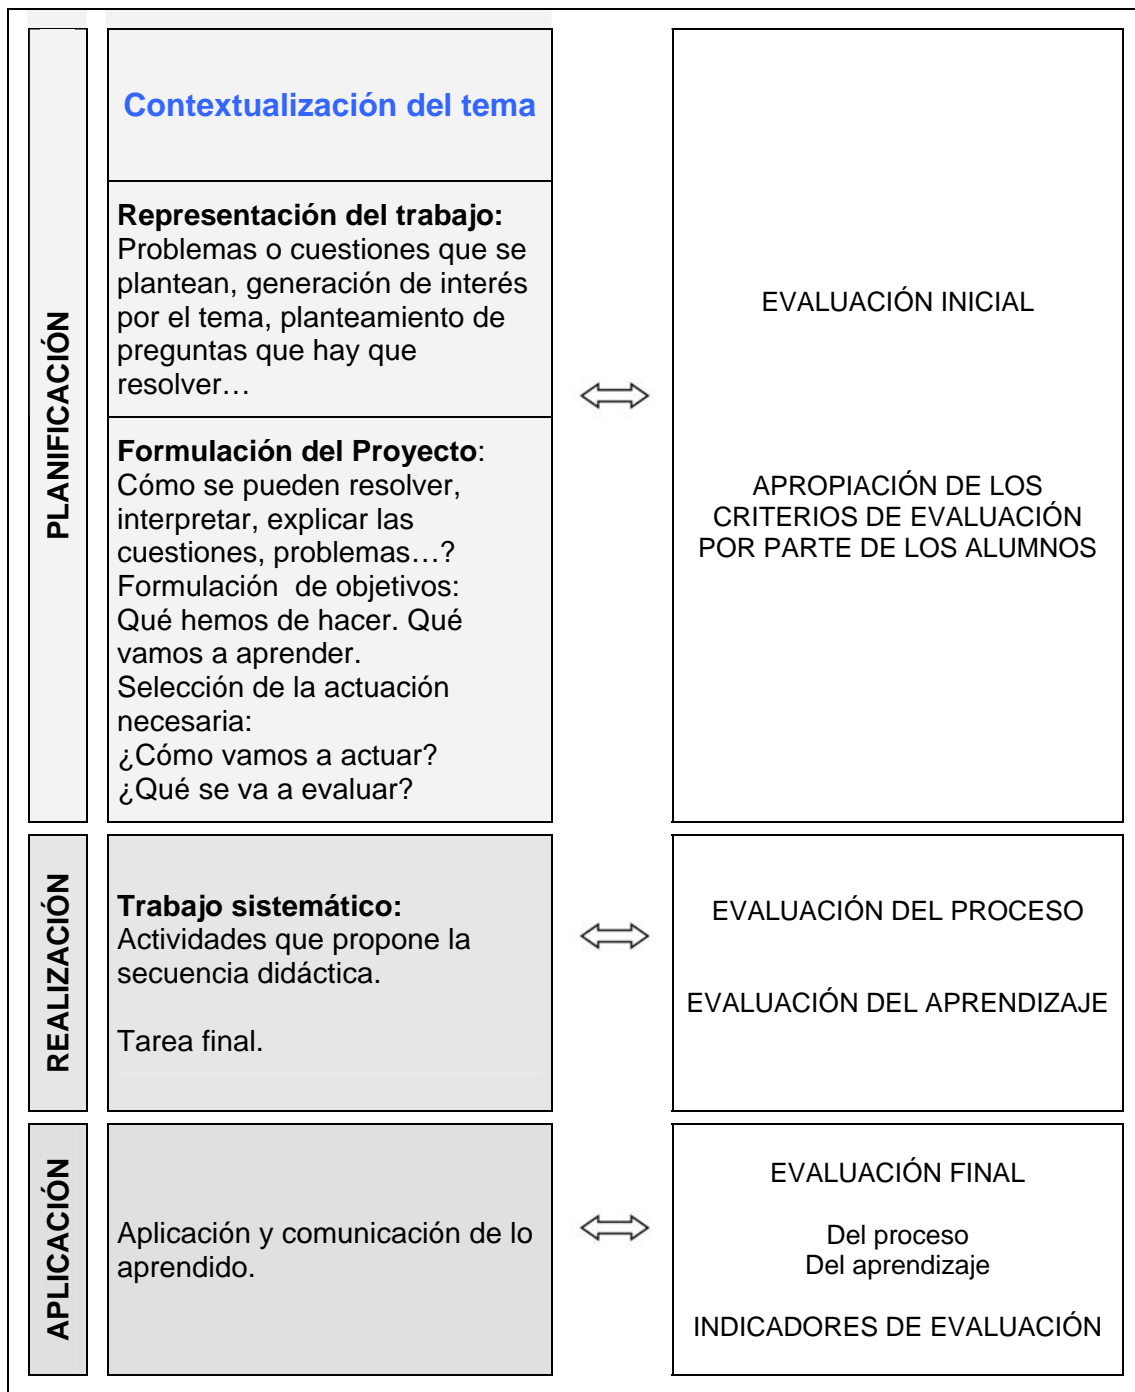 PLANIFICACIÓN
Contextualización del tema
Representación del trabajo:
Problemas o cuestiones que se
plantean, generación de interés
por el tema, planteamiento de
preguntas que hay que
resolver…
Formulación del Proyecto:
Cómo se pueden resolver,
interpretar, explicar las
cuestiones, problemas…?
Formulación  de objetivos:
Qué hemos de hacer. Qué
vamos a aprender.
Selección de la actuación
necesaria:
¿Cómo vamos a actuar?
¿Qué se va a evaluar?
EVALUACIÓN INICIAL
APROPIACIÓN DE LOS
CRITERIOS DE EVALUACIÓN
POR PARTE DE LOS ALUMNOS
REALIZACIÓN
Trabajo sistemático:
Actividades que propone la
secuencia didáctica.
Tarea final.
EVALUACIÓN DEL PROCESO
EVALUACIÓN DEL APRENDIZAJE
APLICACIÓN
Aplicación y comunicación de lo
aprendido.
EVALUACIÓN FINAL
Del proceso
Del aprendizaje
INDICADORES DE EVALUACIÓN